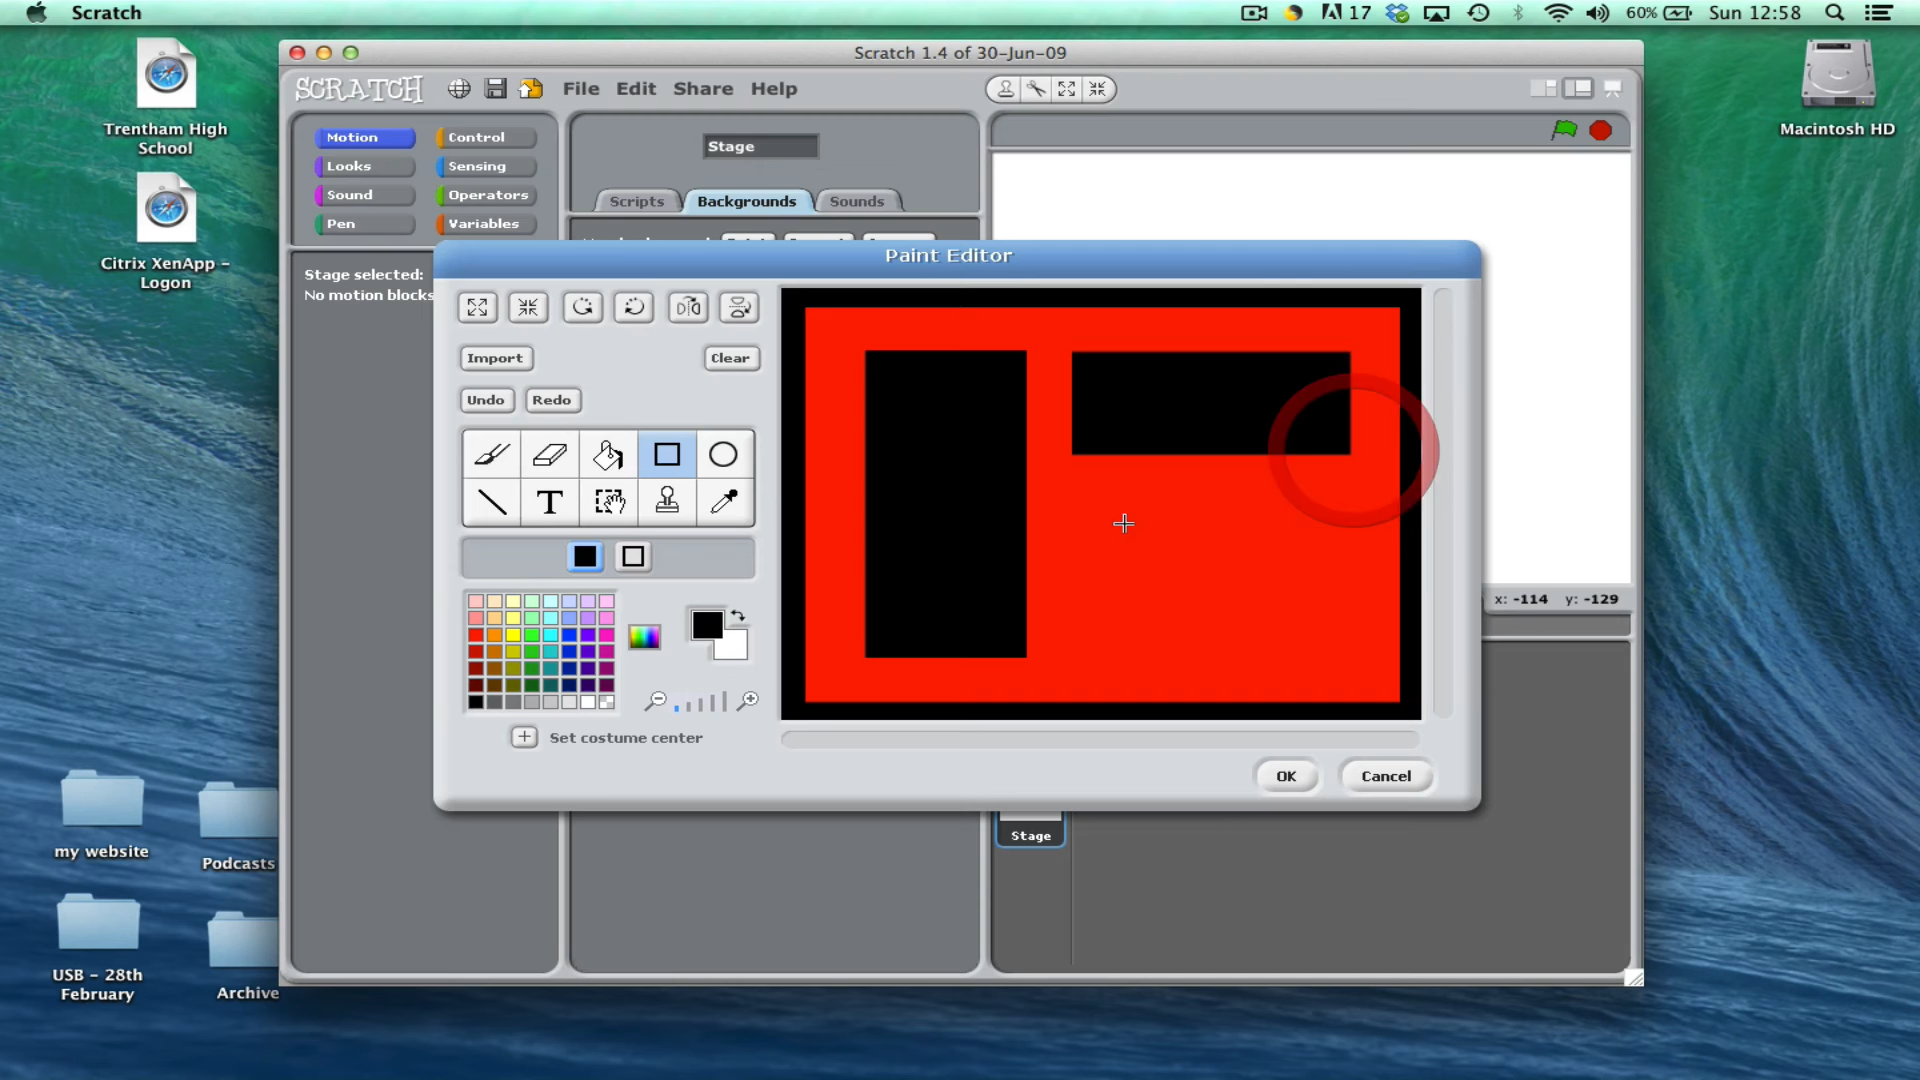 Scratch
17
60%
Sun 12:58
Scratch 1.4 of 30-Jun-09
SCRATCH
File
Edit
Share
Help
Trentham High
School
Citrix XenApp -
Logon
Macintosh HD
Motion
Control
Looks
Sensing
Sound
Operators
Pen
Variables
Stage
Scripts
Backgrounds
Sounds
Stage selected:
No motion blocks
Paint Editor
Import
Clear
Undo
Redo
T
Set costume center
OK
Cancel
x: -114 y: -129
Stage
my website
Podcasts
USB - 28th
February
Archive